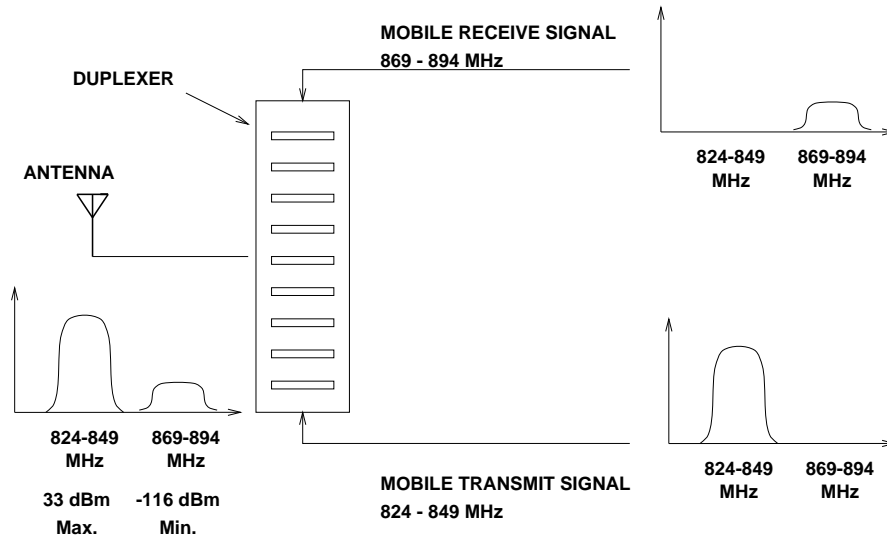 MOBILE RECEIVE SIGNAL
869 - 894 MHz
DUPLEXER
ANTENNA
824-849 869-894
MHz MHz
824-849 869-894
MHz MHz
33 dBm -116 dBm
Max. Min.
MOBILE TRANSMIT SIGNAL
824 - 849 MHz
824-849 869-894
MHz MHz